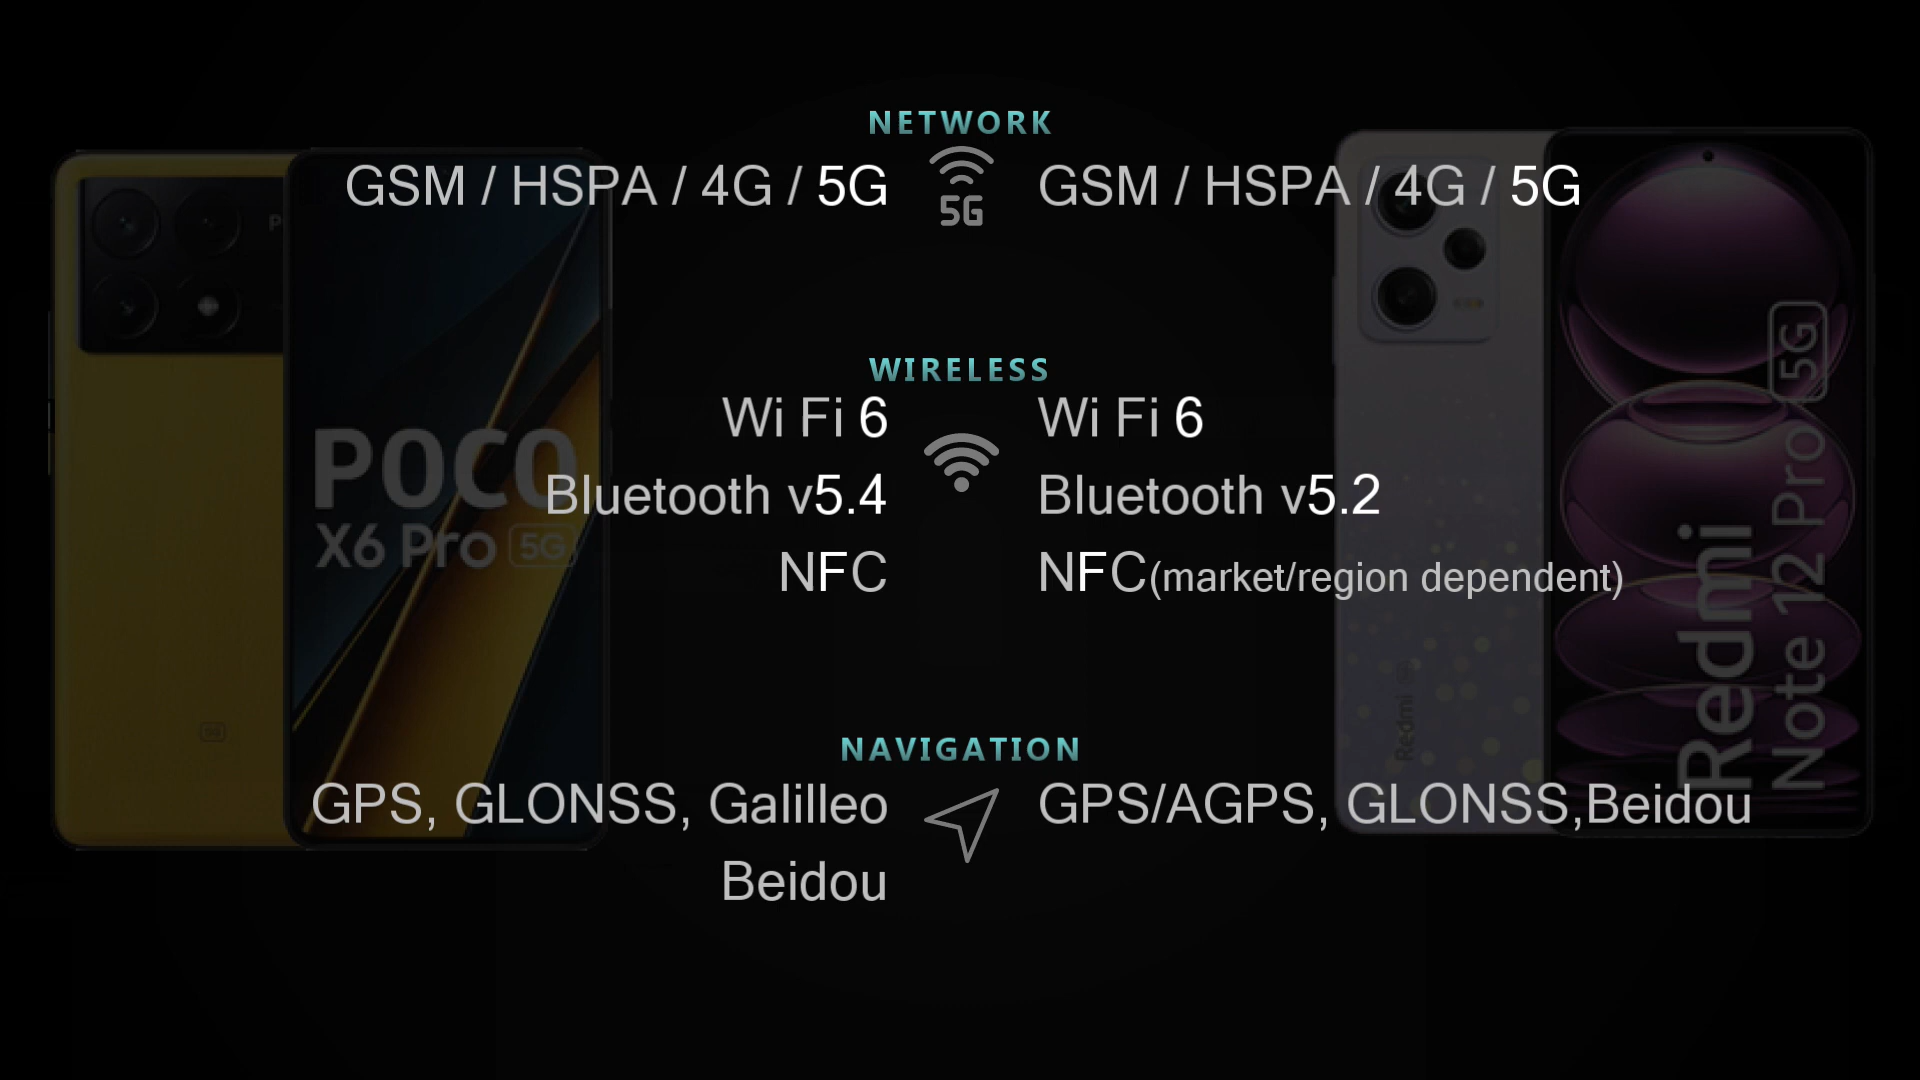 NETWORK
GSM / HSPA / 4G / 5G
5G
GSM / HSPA / 4G / 5G
WIRELESS
Wi Fi 6
Bluetooth v5.4
NFC
Wi Fi 6
Bluetooth v5.2
NFC(market/region dependent)
NAVIGATION
GPS, GLONSS, Galilleo
Beidou
GPS/AGPS, GLONSS,Beidou
POCO
X6 Pro 5G
5G
Redmi
Redmi
Note 12 Pro 5G